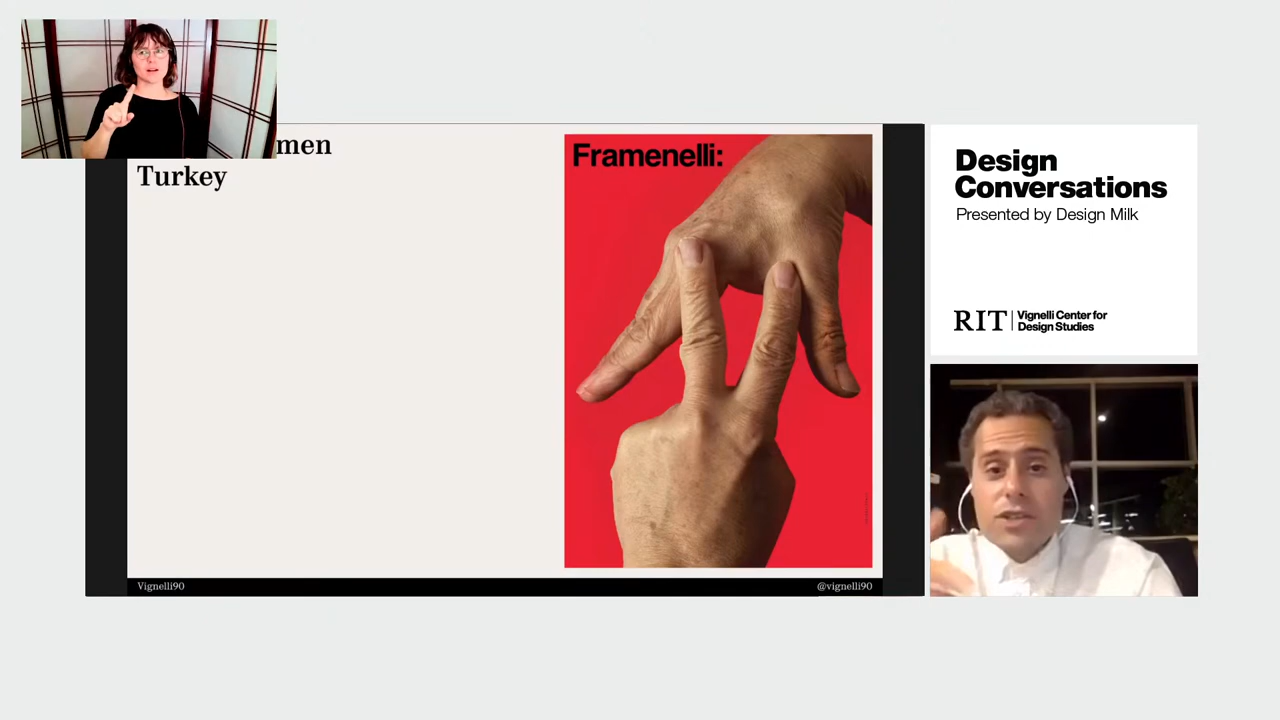 men
Turkey
Framenelli:
Vignelli90
@vignelli90
Design
Conversations
Presented by Design Milk
RIT
Vignelli Center for
Design Studies